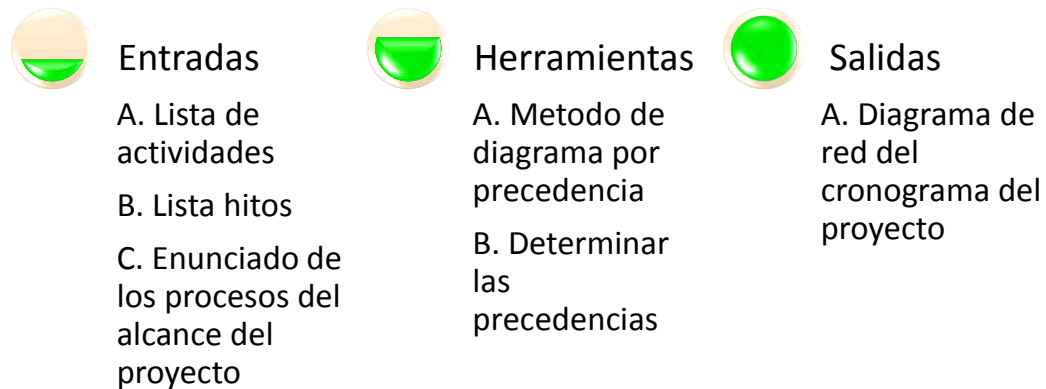 Entradas
A. Lista de
actividades
B. Lista hitos
C. Enunciado de
los procesos del
alcance del
proyecto
Herramientas
A. Metodo de
diagrama por
precedencia
B. Determinar
las
precedencias
Salidas
A. Diagrama de
red del
cronograma del
proyecto